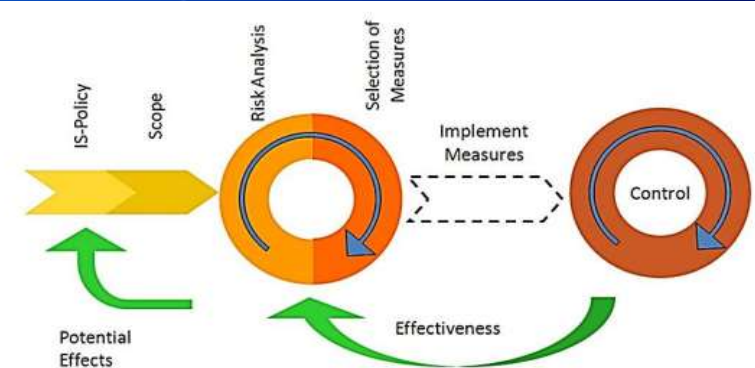 IS-Policy
Scope
Risk Analysis
Selection of
Measures
Implement
Measures
Control
Potential
Effects
Effectiveness